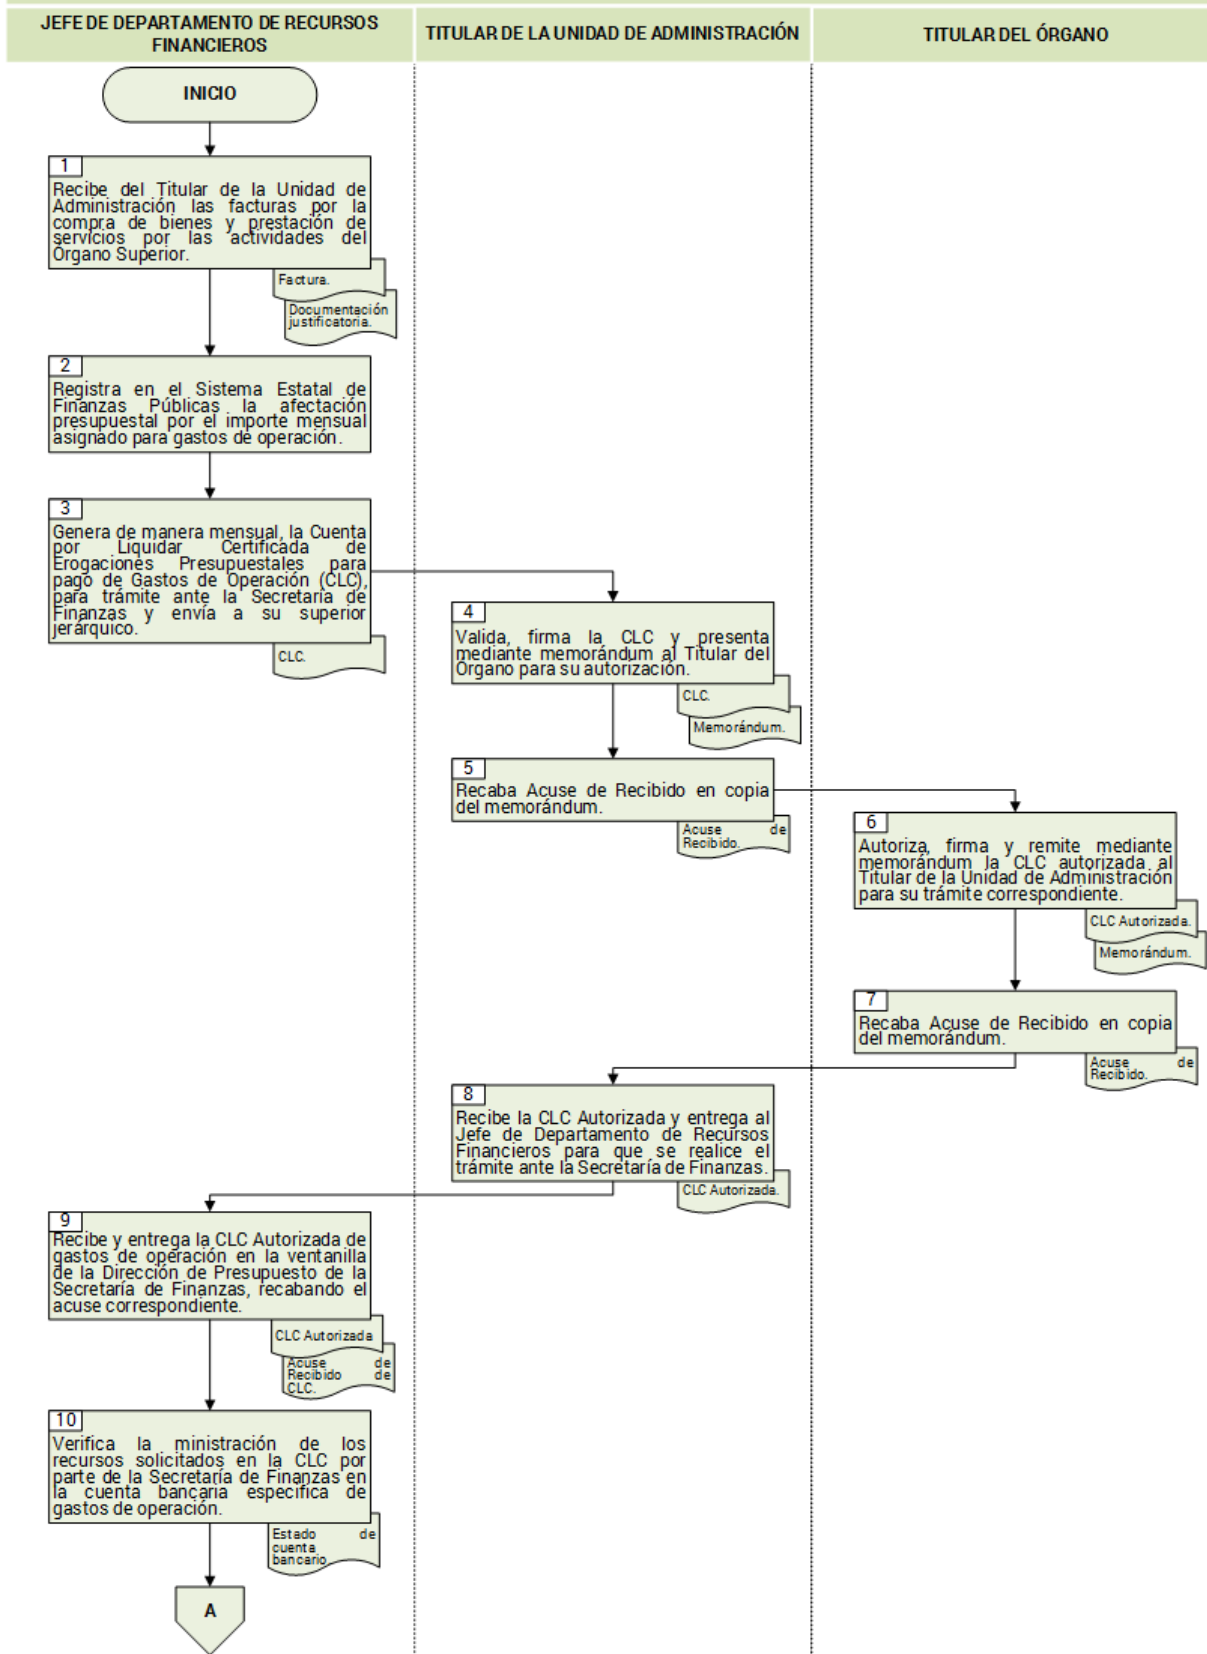 JEFE DE DEPARTAMENTO DE RECURSOS
FINANCIEROS
TITULAR DE LA UNIDAD DE ADMINISTRACIÓN
TITULAR DEL ÓRGANO
INICIO
1
Recibe del Titular de la Unidad de
Administración las facturas por la
compra de bienes y prestación de
servicios por las actividades del
Órgano Superior.
Factura.
Documentación
justificatoria.
2
Registra en el Sistema Estatal de
Finanzas Públicas la afectación
presupuestal por el importe mensual
asignado para gastos de operación.
3
Genera de manera mensual, la Cuenta
por Liquidar Certificada de
Erogaciones Presupuestales para
pago de Gastos de Operación (CLC),
para trámite ante la Secretaría de
Finanzas y envía a su superior
jerárquico.
CLC.
4
Valida, firma la CLC y presenta
mediante memorándum al Titular del
Órgano para su autorización.
CLC.
Memorándum.
5
Recaba Acuse de Recibido en copia
del memorándum.
Acuse de
Recibido.
6
Autoriza, firma y remite mediante
memorándum la CLC autorizada al
Titular de la Unidad de Administración
para su trámite correspondiente.
CLC Autorizada.
Memorándum.
7
Recaba Acuse de Recibido en copia
del memorándum.
Acuse de
Recibido.
8
Recibe la CLC Autorizada y entrega al
Jefe de Departamento de Recursos
Financieros para que se realice el
trámite ante la Secretaría de Finanzas.
CLC Autorizada.
9
Recibe y entrega la CLC Autorizada de
gastos de operación en la ventanilla
de la Dirección de Presupuesto de la
Secretaría de Finanzas, recabando el
acuse correspondiente.
CLC Autorizada
Acuse de
Recibido de
CLC.
10
Verifica la ministración de los
recursos solicitados en la CLC por
parte de la Secretaría de Finanzas en
la cuenta bancaria especifica de
gastos de operación.
Estado de
cuenta
bancario
A